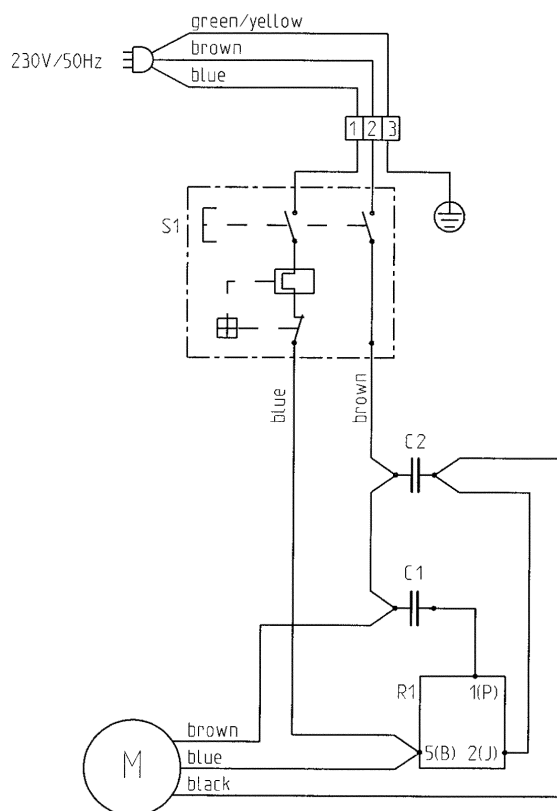 green/yellow
230V/50Hz
brown
blue
1 2 3
S1
blue
brown
C2
C1
R1
1(P)
brown
5(B) 2(J)
M
blue
black